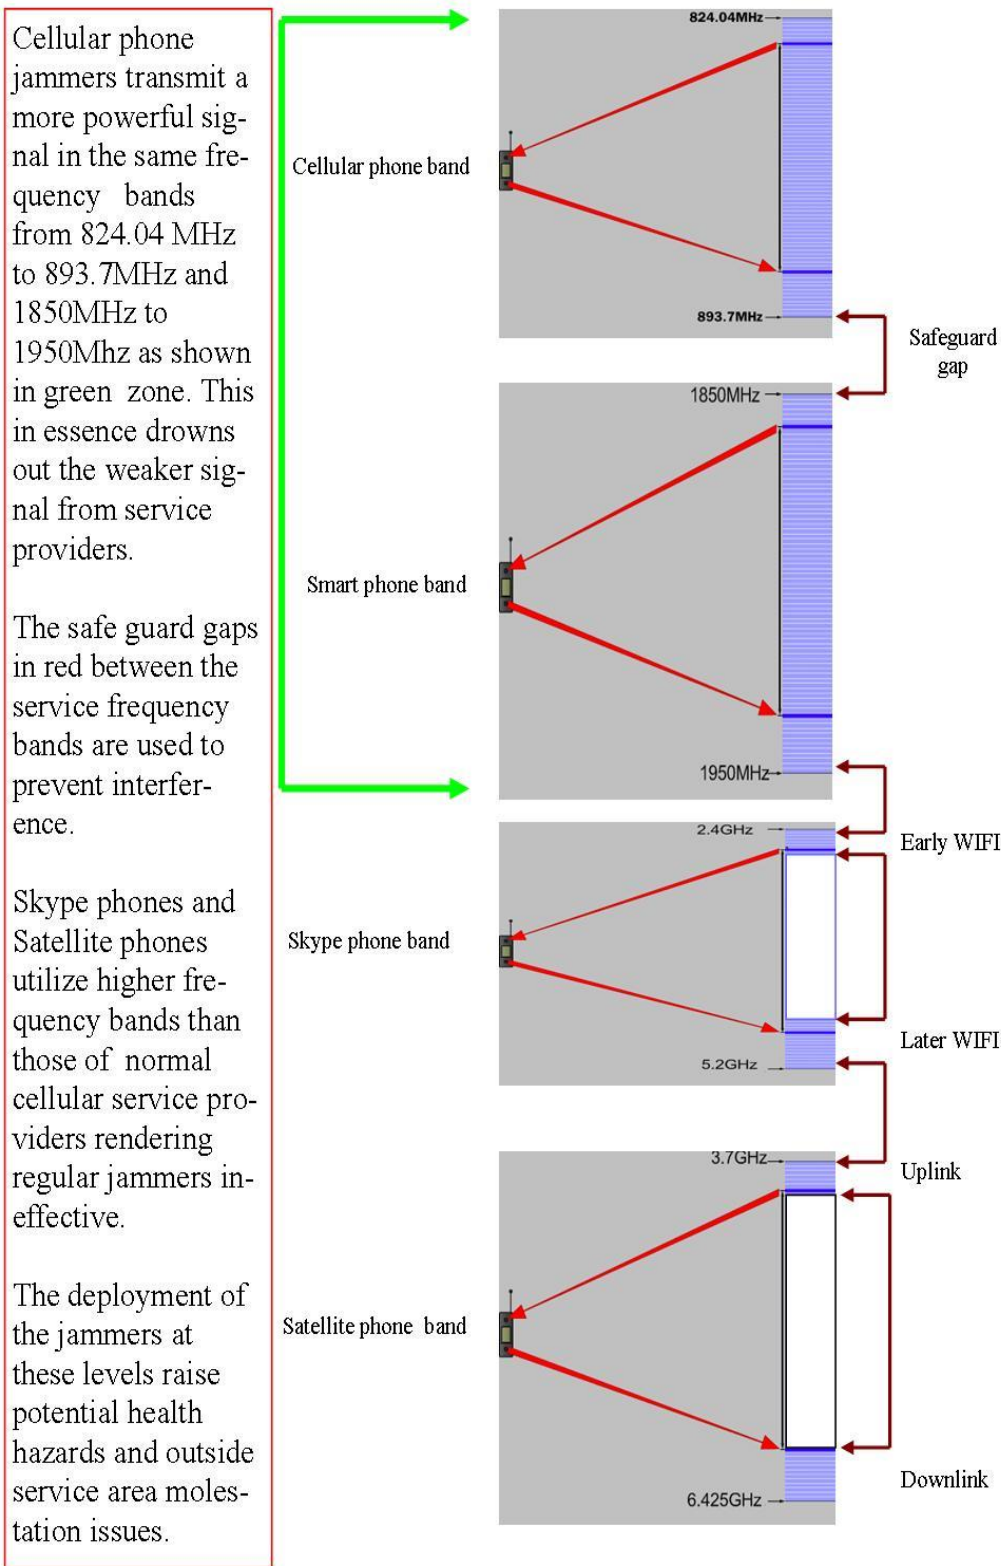 Cellular phone
jammers transmit a
more powerful sig-
nal in the same fre-
quency bands
from 824.04 MHz
to 893.7MHz and
1850MHz to
1950Mhz as shown
in green zone. This
in essence drowns
out the weaker sig-
nal from service
providers.
The safe guard gaps
in red between the
service frequency
bands are used to
prevent interfer-
ence.
Skype phones and
Satellite phones
utilize higher fre-
quency bands than
those of normal
cellular service pro-
viders rendering
regular jammers in-
effective.
The deployment of
the jammers at
these levels raise
potential health
hazards and outside
service area moles-
tation issues.
824.04MHz
Cellular phone band
893.7MHz
Safeguard
gap
1850MHz
Smart phone band
1950MHz
2.4GHz
Early WIFI
Skype phone band
Later WIFI
5.2GHz
3.7GHz
Uplink
Satellite phone band
Downlink
6.425GHz